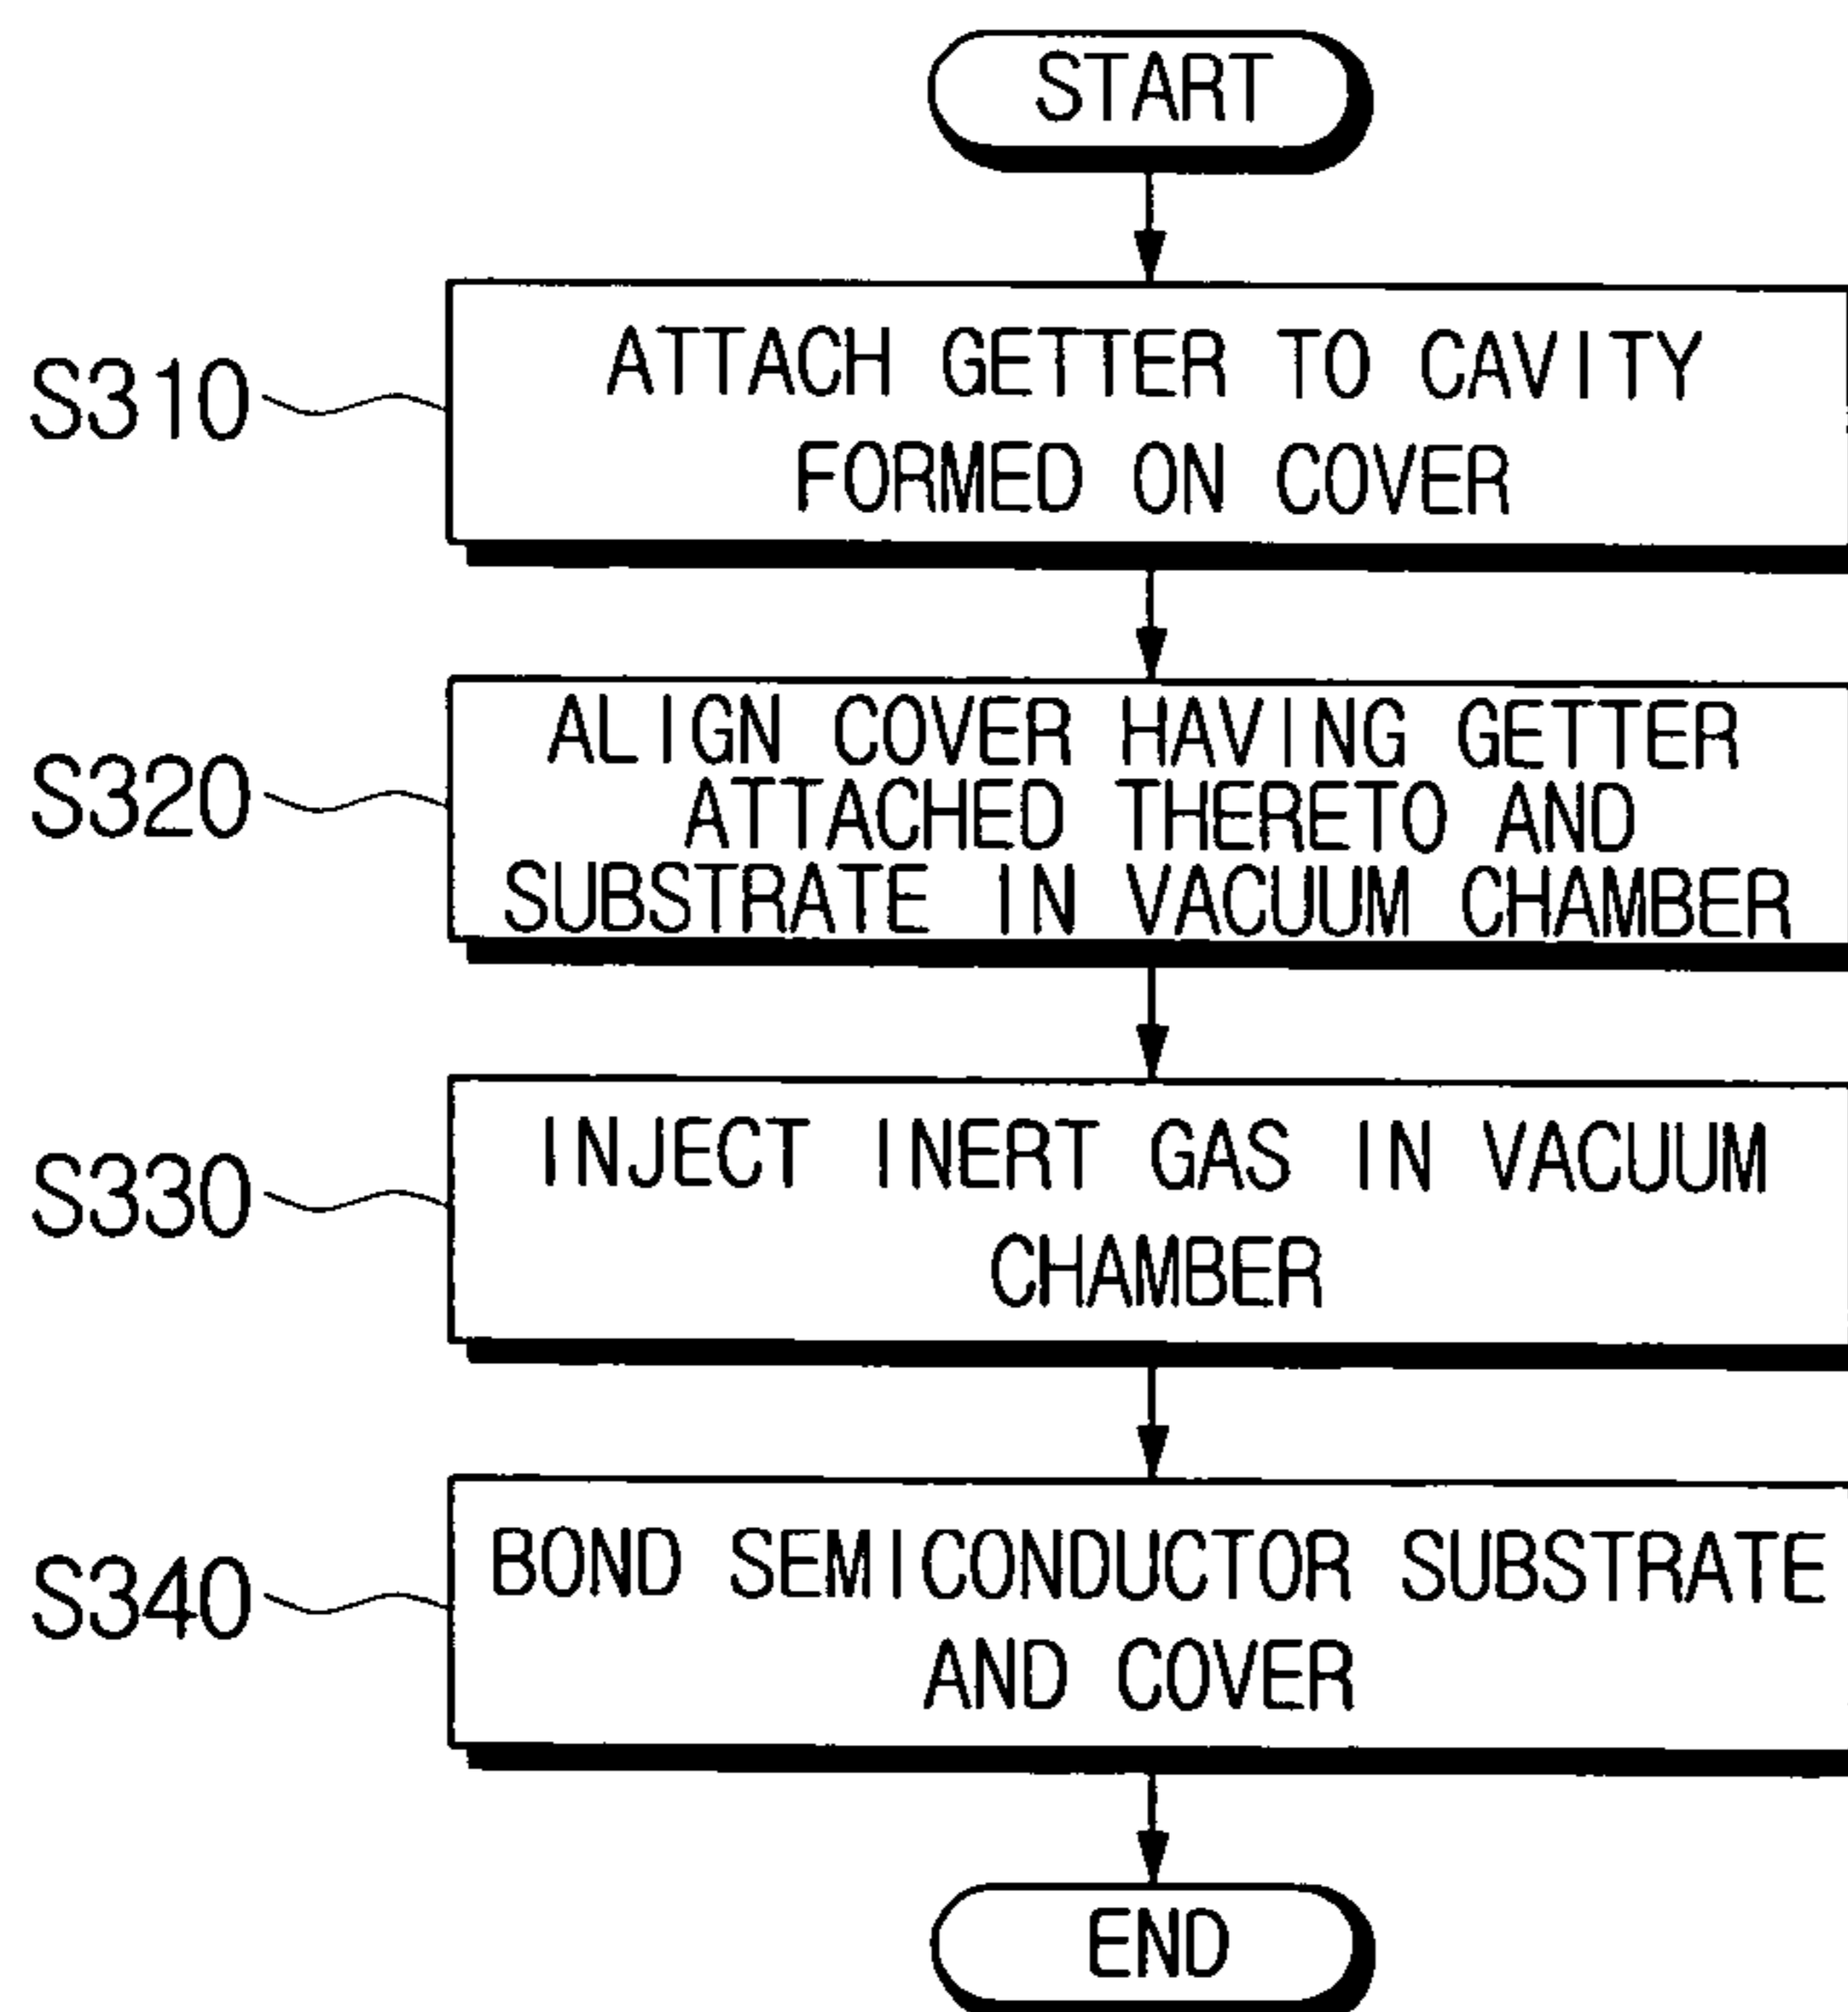 START
S310
ATTACH GETTER TO CAVITY
FORMED ON COVER
S320
ALIGN COVER HAVING GETTER
ATTACHED THERETO AND
SUBSTRATE IN VACUUM CHAMBER
S330
INJECT INERT GAS IN VACUUM
CHAMBER
S340
BOND SEMICONDUCTOR SUBSTRATE
AND COVER
END